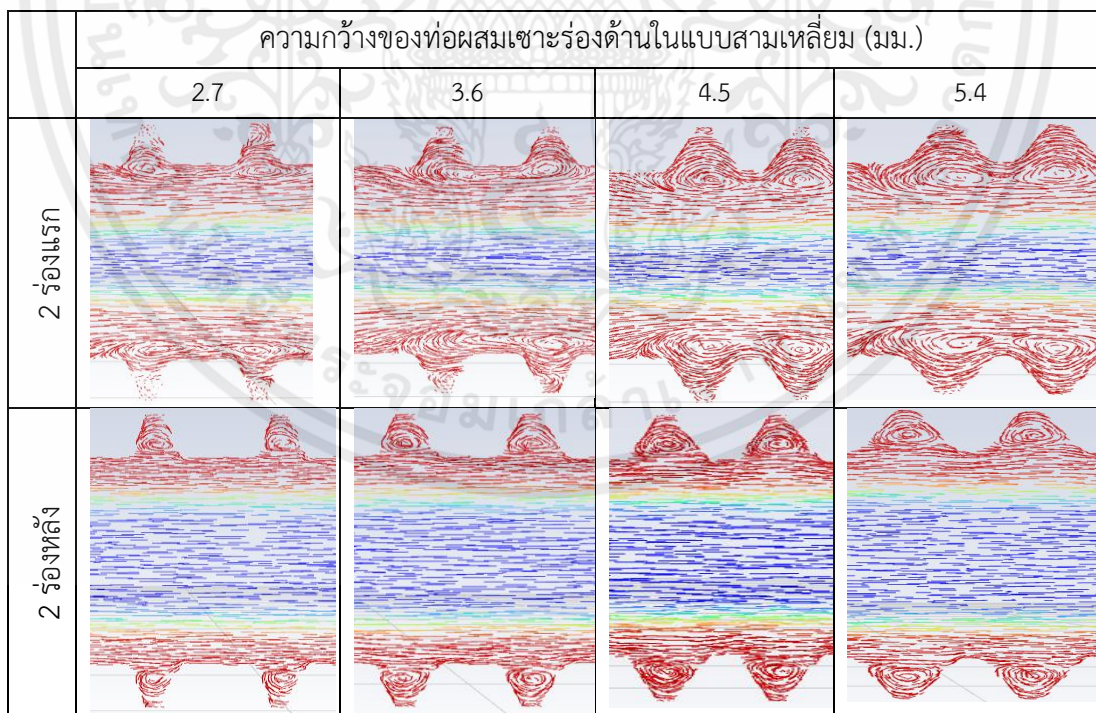 ความกว้างของท่อผสมเซาะร่องด้านในแบบสามเหลี่ยม (มม.)
2.7 3.6 4.5 5.4
2 ร่องแรก
2 ร่องหลัง